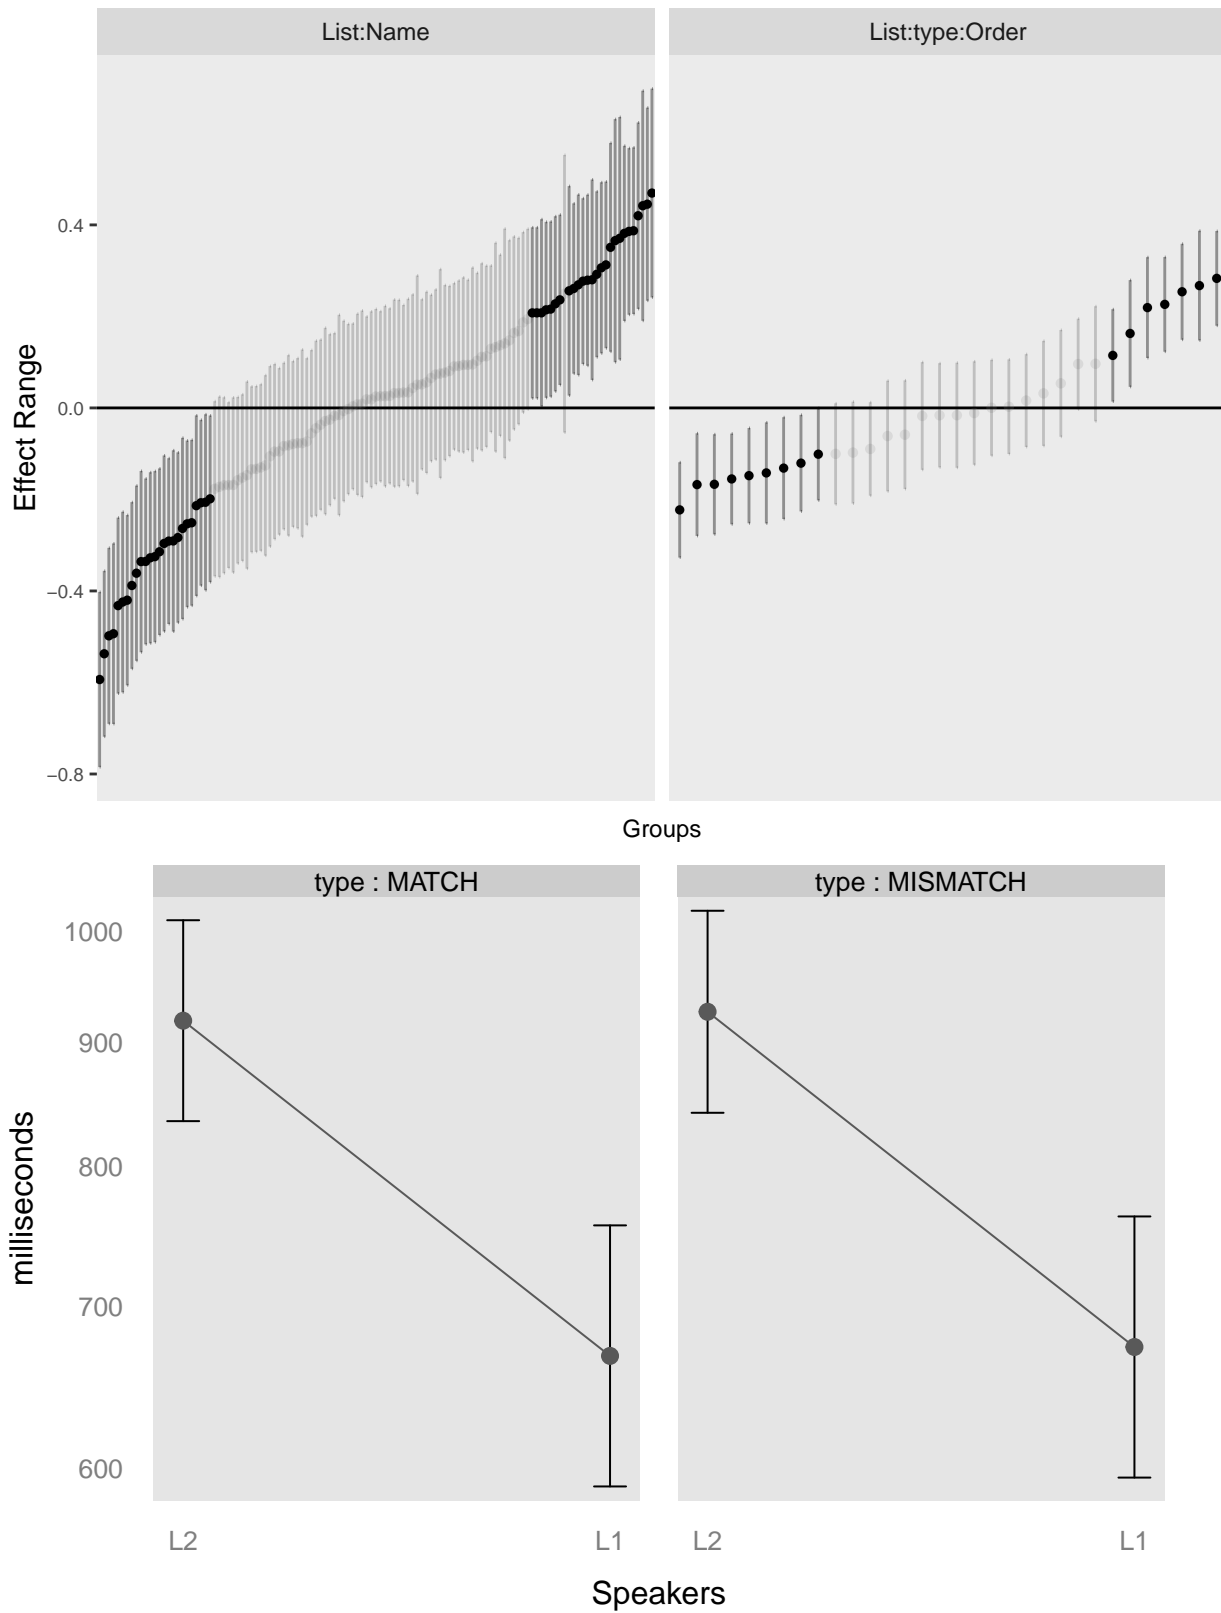 List:Name
List:type:Order
Effect Range
0.4
0.0
−0.4
−0.8
Groups
type : MATCH
type : MISMATCH
milliseconds
1000
900
800
700
600
L2
L1
L2
L1
Speakers